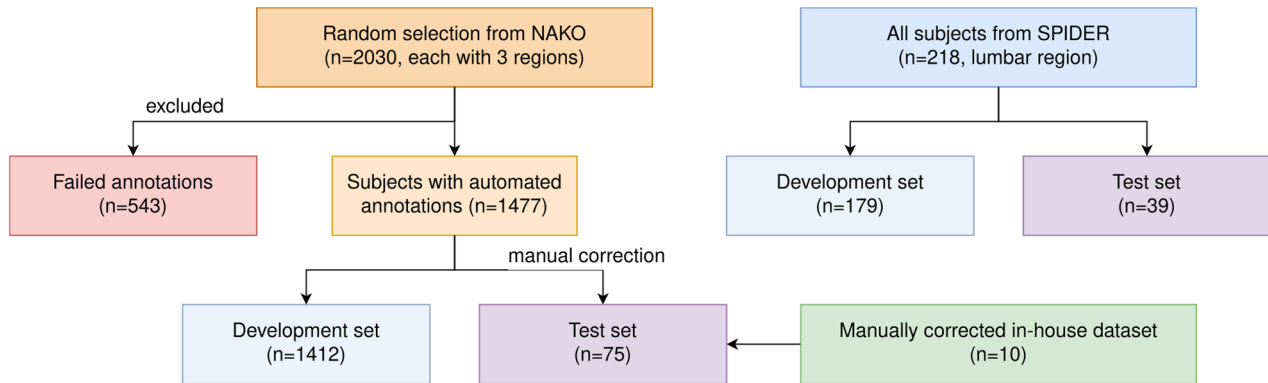 Random selection from NAKO
(n=2030, each with 3 regions)
All subjects from SPIDER
(n=218, lumbar region)
excluded
Failed annotations
(n=543)
Subjects with automated
annotations (n=1477)
Development set
(n=179)
Test set
(n=39)
manual correction
Development set
(n=1412)
Test set
(n=75)
Manually corrected in-house dataset
(n=10)